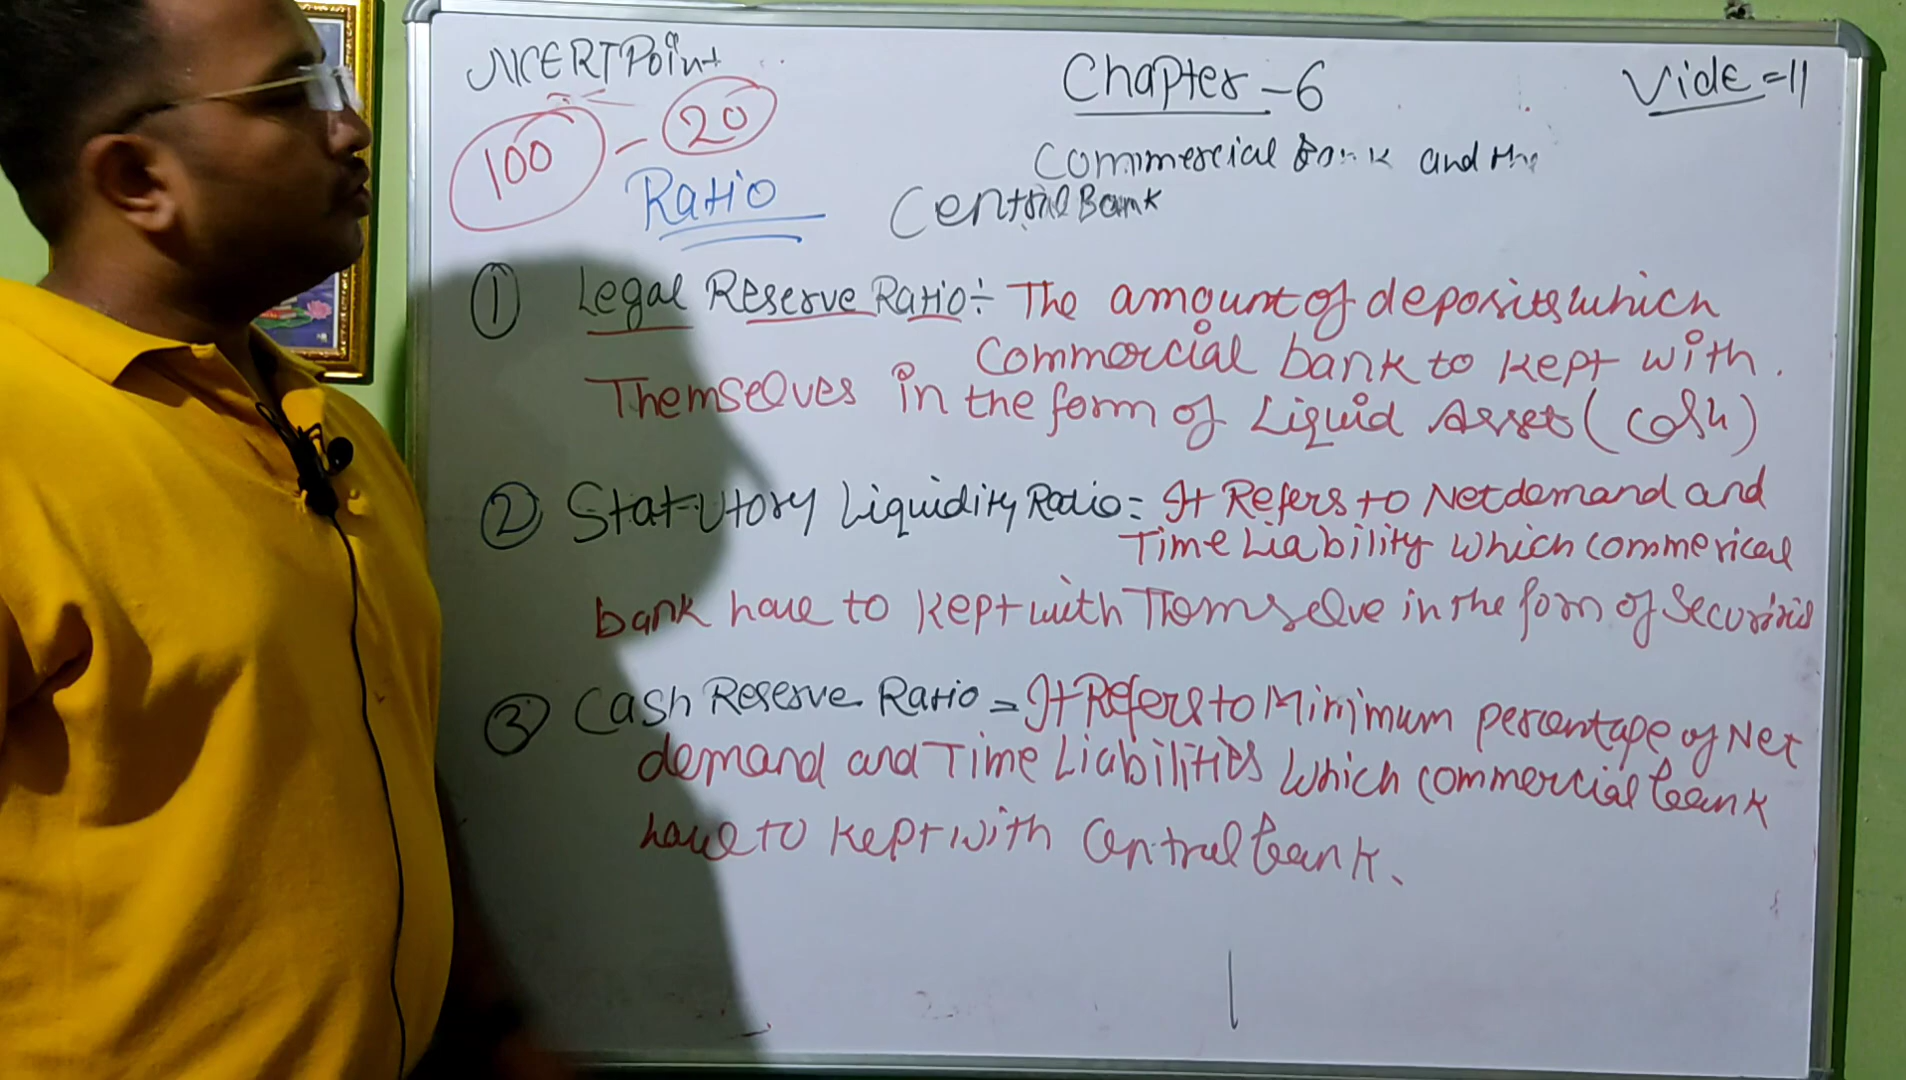 NCERT Point
Chapter - 6
Vide = 11
100 - 20
Ratio
Commercial Bank and the
Central Bank
① Legal Reserve Ratio ÷ The amount of deposits which
commercial bank to kept with.
Themselves in the form of Liquid Asset (cash)
② Statutory Liquidity Ratio = It Refers to Net demand and
Time Liability which commerical
bank have to kept with Themselve in the form of
③ Cash Reserve Ratio = It Refers to Minimum percentage of Net
demand and Time Liabilities which commercial bank
have to kept with Central bank.